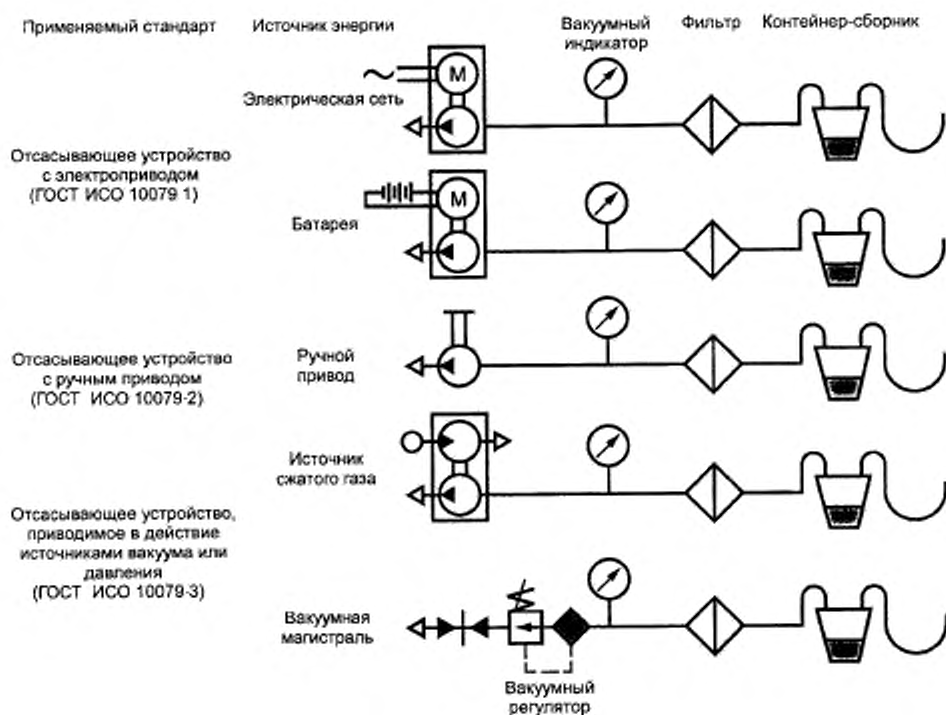 Применяемый стандарт
Источник энергии
Вакуумный
индикатор
Фильтр
Контейнер-сборник
M
Электрическая сеть
Отсасывающее устройство
с электроприводом
(ГОСТ ИСО 10079 1)
M
Батарея
Отсасывающее устройство
с ручным приводом
(ГОСТ ИСО 10079-2)
Ручной
привод
Источник
сжатого газа
Отсасывающее устройство,
приводимое в действие
источниками вакуума или
давления
(ГОСТ ИСО 10079-3)
Вакуумная
магистраль
Вакуумный
регулятор